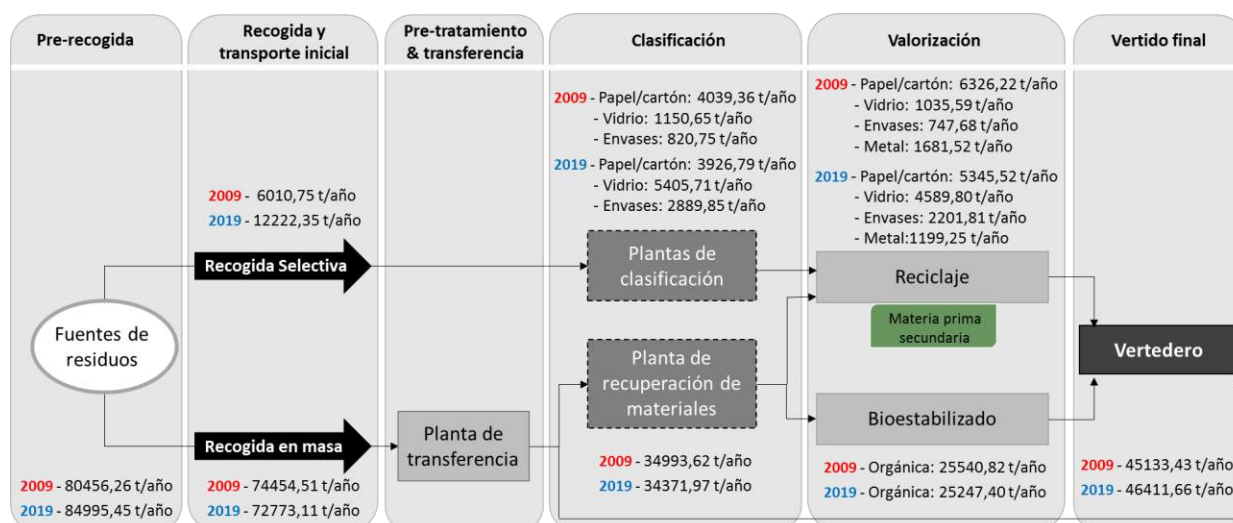 Pre-recogida
Recogida y
transporte inicial
Pre-tratamiento
& transferencia
Clasificación
Valorización
Vertido final
2009 - Papel/cartón: 4039,36 t/año
- Vidrio: 1150,65 t/año
- Envases: 820,75 t/año
2019 - Papel/cartón: 3926,79 t/año
- Vidrio: 5405,71 t/año
- Envases: 2889,85 t/año
2009 - Papel/cartón: 6326,22 t/año
- Vidrio: 1035,59 t/año
- Envases: 747,68 t/año
- Metal: 1681,52 t/año
2019 - Papel/cartón: 5345,52 t/año
- Vidrio: 4589,80 t/año
- Envases: 2201,81 t/año
- Metal:1199,25 t/año
2009 - 6010,75 t/año
2019 - 12222,35 t/año
Recogida Selectiva
Plantas de
clasificación
Reciclaje
Materia prima
secundaria
Fuentes de
residuos
Planta de
recuperación de
materiales
Vertedero
Recogida en masa
Planta de
transferencia
Bioestabilizado
2009 - 80456,26 t/año
2019 - 84995,45 t/año
2009 - 74454,51 t/año
2019 - 72773,11 t/año
2009 - 34993,62 t/año
2019 - 34371,97 t/año
2009 - Orgánica: 25540,82 t/año
2019 - Orgánica: 25247,40 t/año
2009 - 45133,43 t/año
2019 - 46411,66 t/año